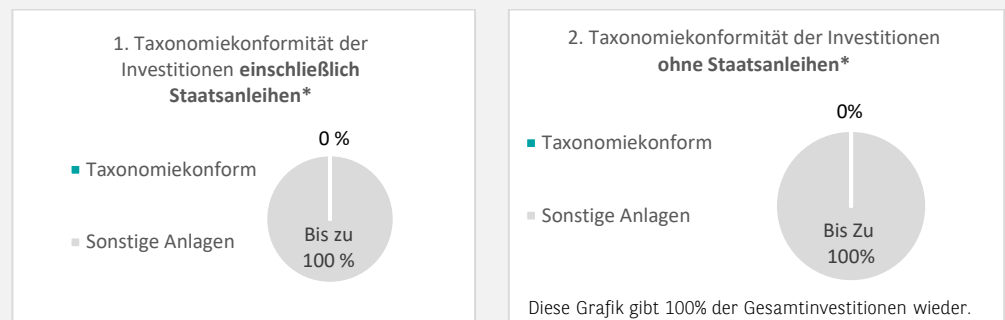 1. Taxonomiekonformität der
Investitionen einschließlich
Staatsanleihen*
0 %
Taxonomiekonform
Sonstige Anlagen
Bis zu
100 %
2. Taxonomiekonformität der Investitionen
ohne Staatsanleihen*
0%
Taxonomiekonform
Sonstige Anlagen
Bis Zu
100%
Diese Grafik gibt 100% der Gesamtinvestitionen wieder.